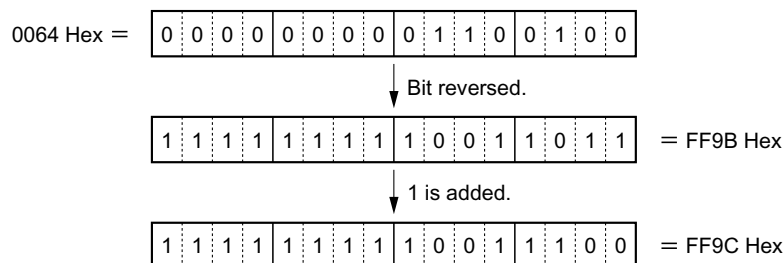 0064 Hex = 0 0 0 0 0 0 0 0 0 1 1 0 0 1 0 0
Bit reversed.
1 1 1 1 1 1 1 1 1 0 0 1 1 0 1 1 = FF9B Hex
1 is added.
1 1 1 1 1 1 1 1 1 0 0 1 1 1 0 0 = FF9C Hex